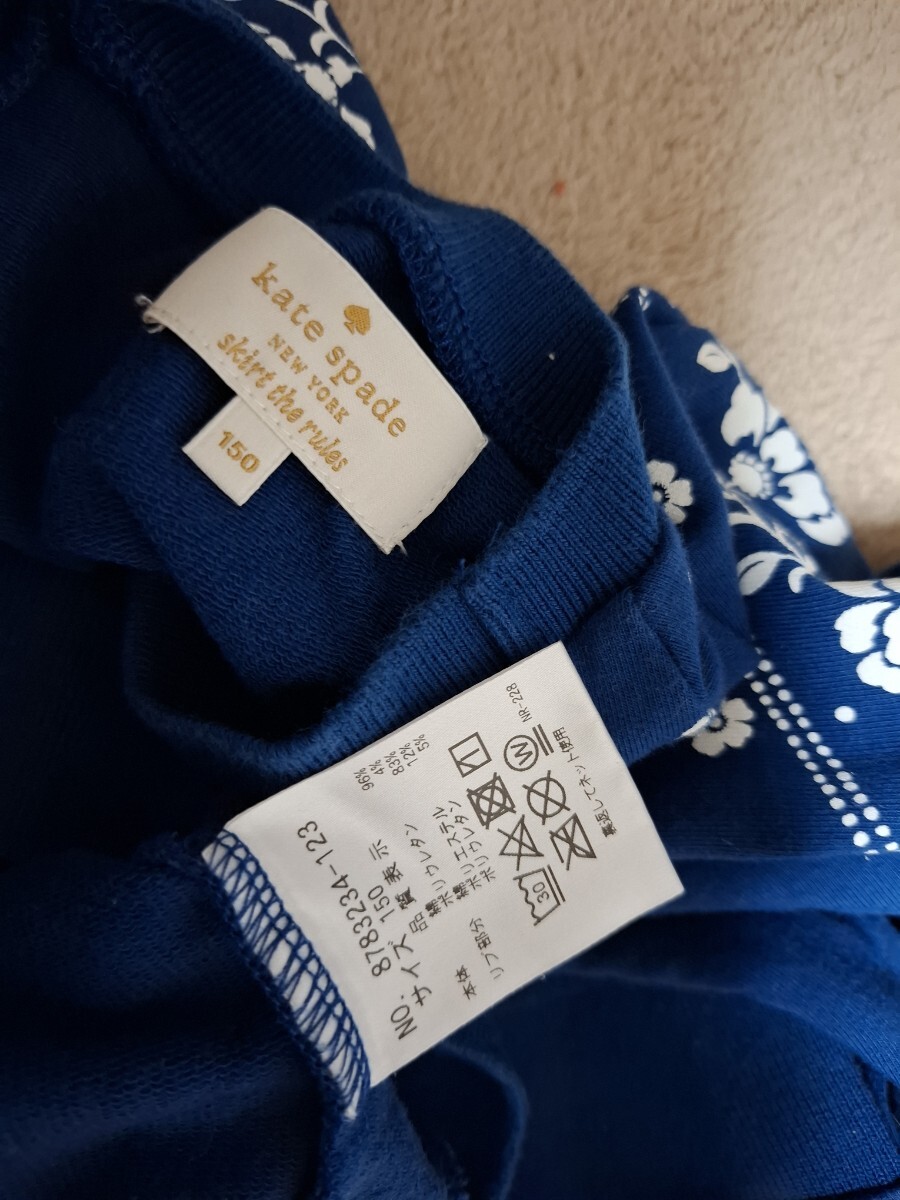 kate spade
NEW YORK
skirt the rules
150
NO. 8783234-123
サイズ 150
品質表示
本体 綿 96%
ポリウレタン 4%
リブ部分 綿 83%
ポリエステル 12%
ポリウレタン 5%
30
W
裏返してネット使用
NR-228